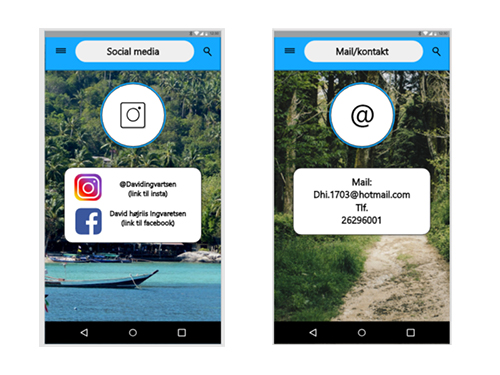 Social media
@Davidingvartsen
(link til insta)
David højriis Ingvaretsen
(link til facebook)
Mail/kontakt
@
Mail:
Dhi.1703@hotmail.com
Tlf.
26296001